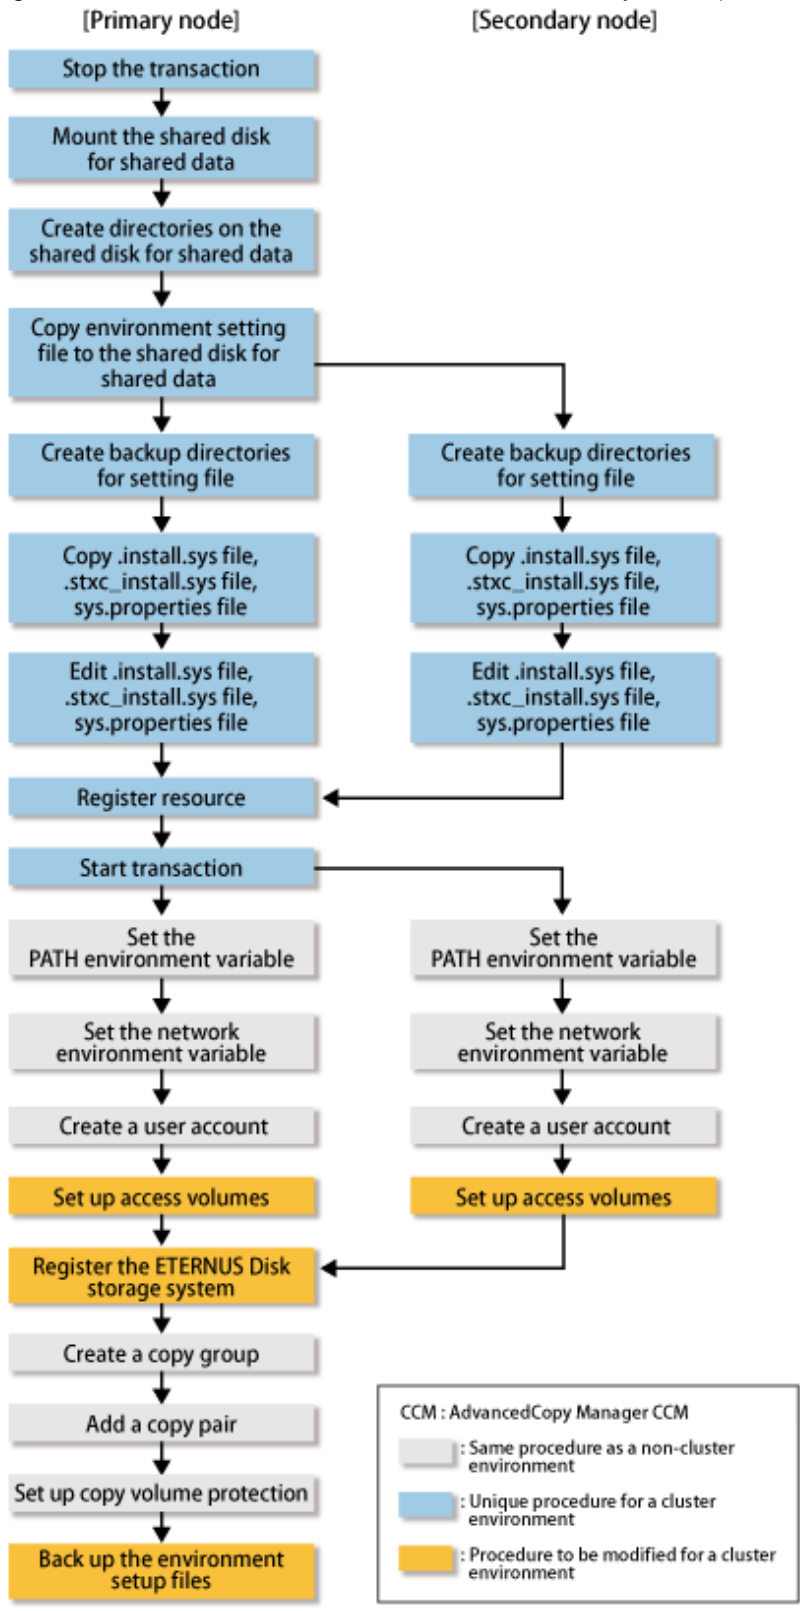 [Primary node]
[Secondary node]
Stop the transaction
Mount the shared disk
for shared data
Create directories on the
shared disk for shared data
Copy environment setting
file to the shared disk for
shared data
Create backup directories
for setting file
Create backup directories
for setting file
Copy .install.sys file,
.stxc_install.sys file,
sys.properties file
Copy .install.sys file,
.stxc_install.sys file,
sys.properties file
Edit .install.sys file,
.stxc_install.sys file,
sys.properties file
Edit .install.sys file,
.stxc_install.sys file,
sys.properties file
Register resource
Start transaction
Set the
PATH environment variable
Set the
PATH environment variable
Set the network
environment variable
Set the network
environment variable
Create a user account
Create a user account
Set up access volumes
Set up access volumes
Register the ETERNUS Disk
storage system
Create a copy group
Add a copy pair
Set up copy volume protection
Back up the environment
setup files
CCM : AdvancedCopy Manager CCM
: Same procedure as a non-cluster
environment
: Unique procedure for a cluster
environment
: Procedure to be modified for a cluster
environment